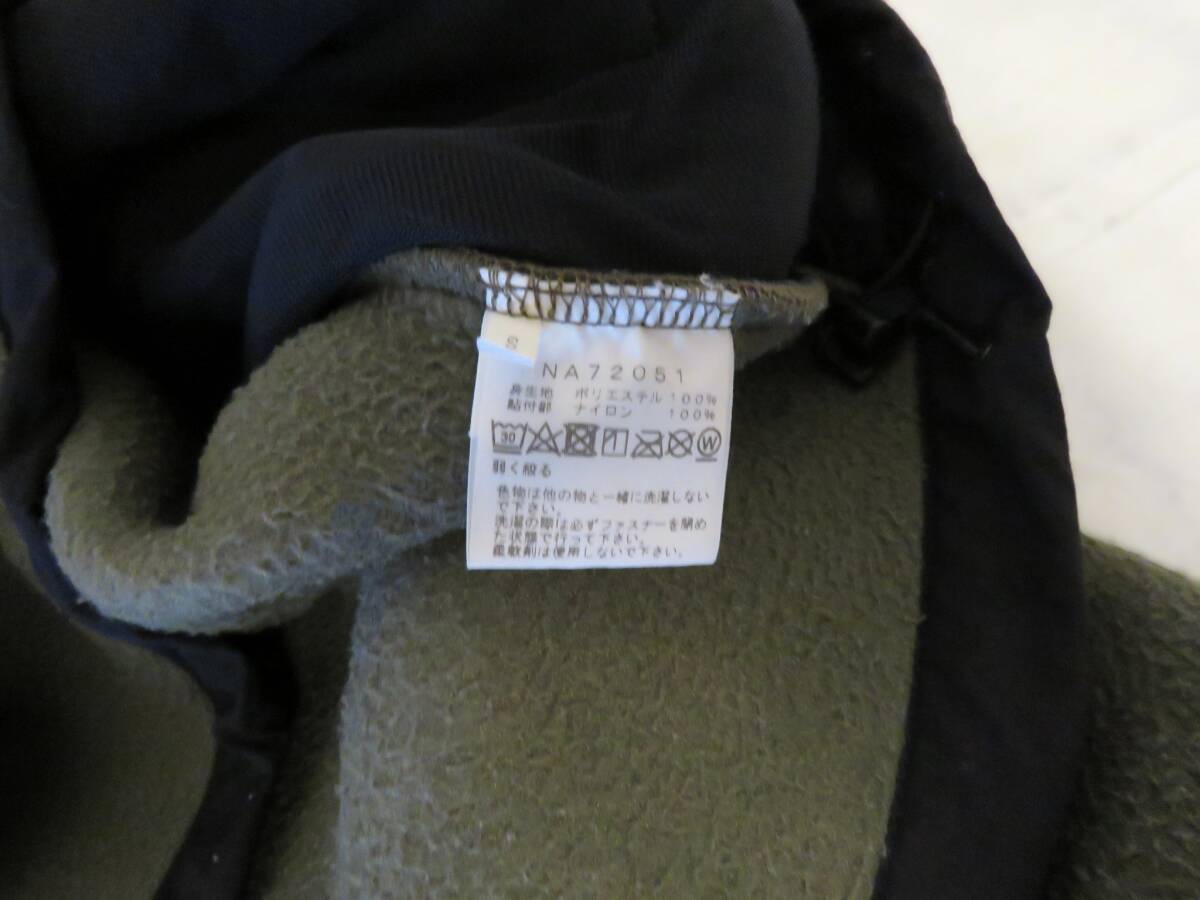 S
NA72051
身生地 ポリエステル 100%
貼付部 ナイロン 100%
30 W
弱く絞る
色物は他の物と一緒に洗濯しない
で下さい。
洗濯の際は必ずファスナーを閉め
た状態で行って下さい。
柔軟剤は使用しないで下さい。